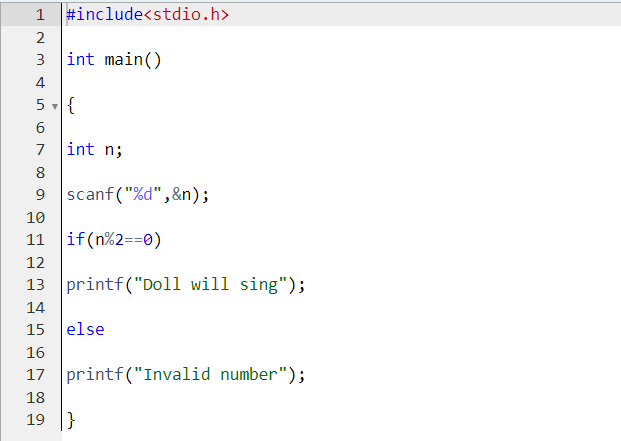 1 #include<stdio.h>
2
3 int main()
4
5 {
6
7 int n;
8
9 scanf("%d",&n);
10
11 if(n%2==0)
12
13 printf("Doll will sing");
14
15 else
16
17 printf("Invalid number");
18
19 }